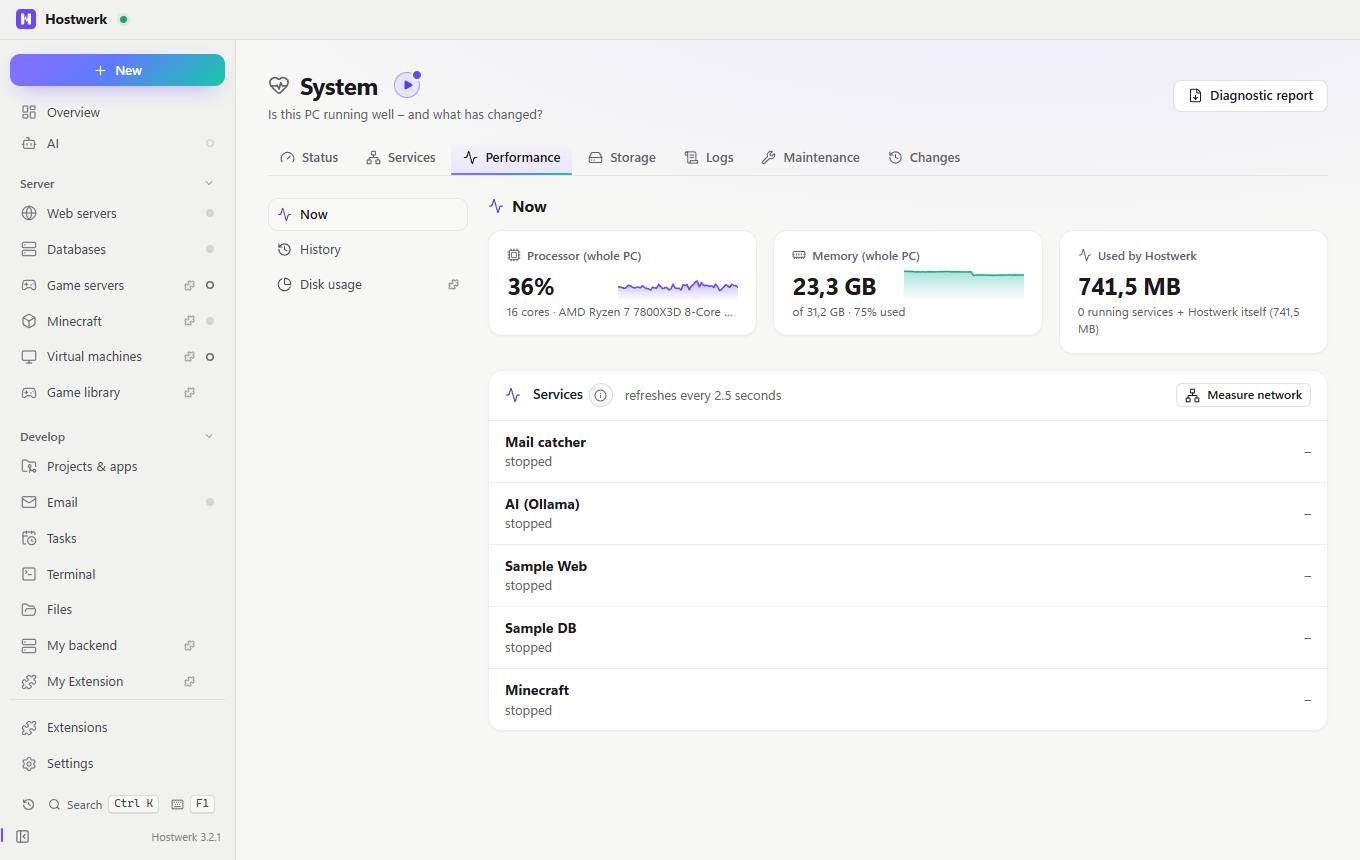 Hostwerk
New
Overview
AI
Server
Web servers
Databases
Game servers
Minecraft
Virtual machines
Game library
Develop
Projects & apps
Email
Tasks
Terminal
Files
My backend
My Extension
Extensions
Settings
Search Ctrl K F1
Hostwerk 3.2.1
System
Is this PC running well – and what has changed?
Diagnostic report
Status Services Performance Storage Logs Maintenance Changes
Now
History
Disk usage
Now
Processor (whole PC)
36%
16 cores · AMD Ryzen 7 7800X3D 8-Core ...
Memory (whole PC)
23,3 GB
of 31,2 GB · 75% used
Used by Hostwerk
741,5 MB
0 running services + Hostwerk itself (741,5
MB)
Services refreshes every 2.5 seconds Measure network
Mail catcher
stopped –
AI (Ollama)
stopped –
Sample Web
stopped –
Sample DB
stopped –
Minecraft
stopped –